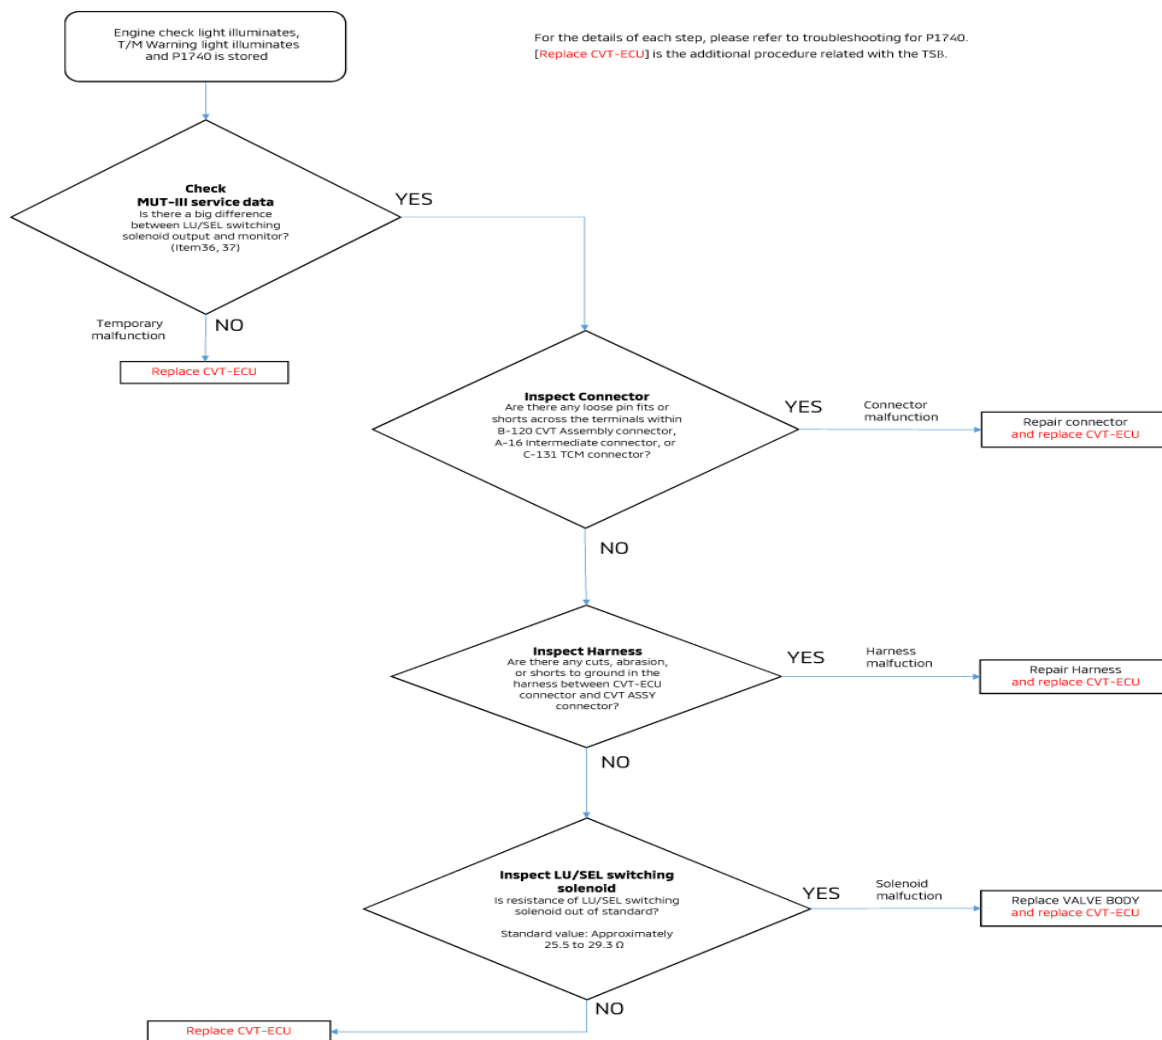 Engine check light illuminates,
T/M Warning light illuminates
and P1740 is stored
For the details of each step, please refer to troubleshooting for P1740.
[Replace CVT-ECU] is the additional procedure related with the TSB.
Check
MUT-III service data
Is there a big difference
between LU/SEL switching
solenoid output and monitor?
(Item36, 37)
YES
Temporary
malfunction
NO
Replace CVT-ECU
Inspect Connector
Are there any loose pin fits or
shorts across the terminals within
B-120 CVT Assembly connector,
A-16 Intermediate connector, or
C-131 TCM connector?
YES
Connector
malfunction
Repair connector
and replace CVT-ECU
NO
Inspect Harness
Are there any cuts, abrasion,
or shorts to ground in the
harness between CVT-ECU
connector and CVT ASSY
connector?
YES
Harness
malfuction
Repair Harness
and replace CVT-ECU
NO
Inspect LU/SEL switching
solenoid
Is resistance of LU/SEL switching
solenoid out of standard?
Standard value: Approximately
25.5 to 29.3 Ω
YES
Solenoid
malfunction
Replace VALVE BODY
and replace CVT-ECU
NO
Replace CVT-ECU